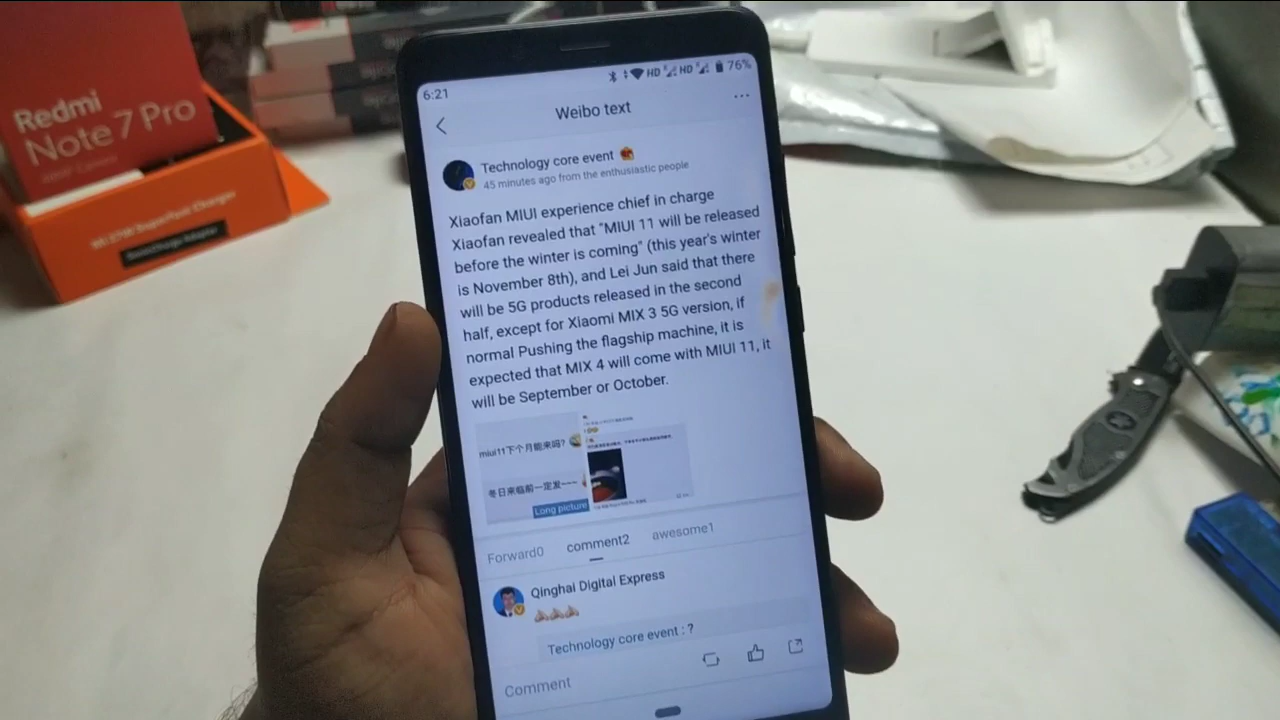 Redmi
Note 7 Pro
6:21
HD
HD
76%
Weibo text
Technology core event
45 minutes ago from the enthusiastic people
Xiaofan MIUI experience chief in charge
Xiaofan revealed that "MIUI 11 will be released
before the winter is coming" (this year's winter
is November 8th), and Lei Jun said that there
will be 5G products released in the second
half, except for Xiaomi MIX 3 5G version, if
normal Pushing the flagship machine, it is
expected that MIX 4 will come with MIUI 11, it
will be September or October.
miui11下个月能来吗?
冬日来临前一定发~~~
Long picture
Forward0 comment2 awesome1
Qinghai Digital Express
Technology core event : ?
Comment